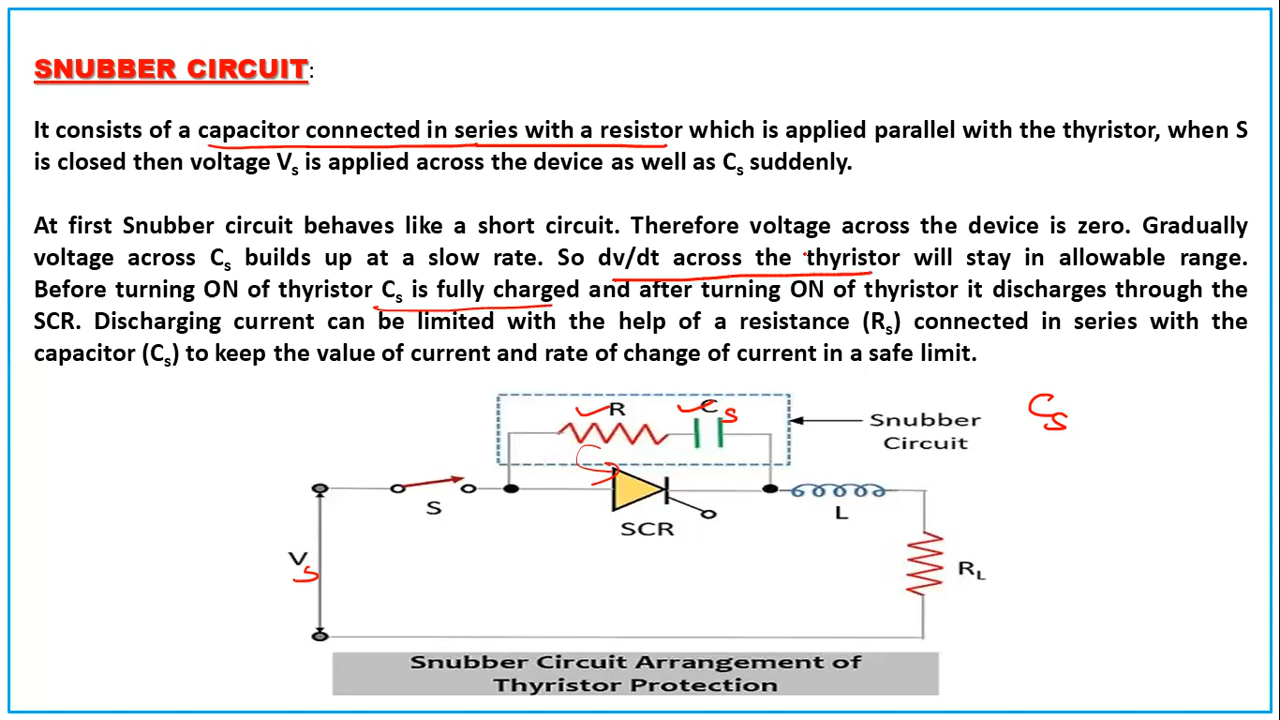 SNUBBER CIRCUIT:
It consists of a capacitor connected in series with a resistor which is applied parallel with the thyristor, when S
is closed then voltage Vs is applied across the device as well as Cs suddenly.
At first Snubber circuit behaves like a short circuit. Therefore voltage across the device is zero. Gradually
voltage across Cs builds up at a slow rate. So dv/dt across the thyristor will stay in allowable range.
Before turning ON of thyristor Cs is fully charged and after turning ON of thyristor it discharges through the
SCR. Discharging current can be limited with the help of a resistance (Rs) connected in series with the
capacitor (Cs) to keep the value of current and rate of change of current in a safe limit.
R
Cs
Cs
Snubber
Circuit
S
SCR
L
Vs
RL
Snubber Circuit Arrangement of
Thyristor Protection